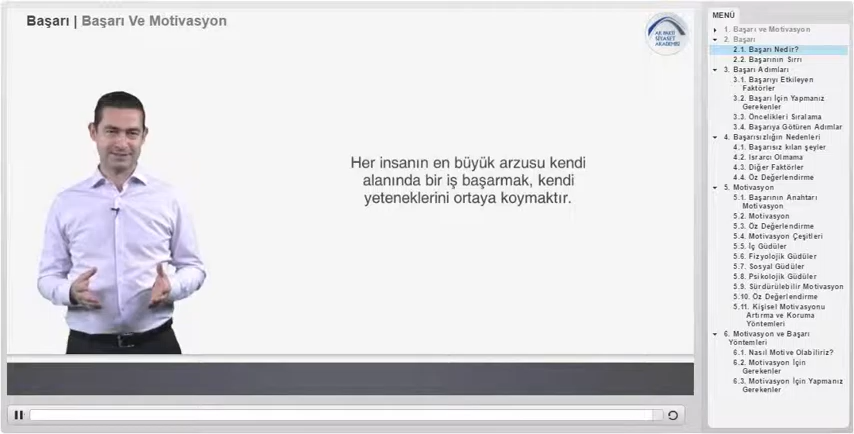 Başarı | Başarı Ve Motivasyon
AK PARTİ
SİYASET
AKADEMİSİ
Her insanın en büyük arzusu kendi
alanında bir iş başarmak, kendi
yeteneklerini ortaya koymaktır.
MENÜ
1. Başarı ve Motivasyon
2. Başarı
2.1. Başarı Nedir?
2.2. Başarının Sırrı
3. Başarı Adımları
3.1. Başarıyı Etkileyen
Faktörler
3.2. Başarı İçin Yapmanız
Gerekenler
3.3. Öncelikleri Sıralama
3.4. Başarıya Götüren Adımlar
4. Başarısızlığın Nedenleri
4.1. Başarısız kılan şeyler
4.2. Israrcı Olmama
4.3. Diğer Faktörler
4.4. Öz Değerlendirme
5. Motivasyon
5.1. Başarının Anahtarı
Motivasyon
5.2. Motivasyon
5.3. Öz Değerlendirme
5.4. Motivasyon Çeşitleri
5.5. İç Güdüler
5.6. Fizyolojik Güdüler
5.7. Sosyal Güdüler
5.8. Psikolojik Güdüler
5.9. Sürdürülebilir Motivasyon
5.10. Öz Değerlendirme
5.11. Kişisel Motivasyonu
Artırma ve Koruma
Yöntemleri
6. Motivasyon ve Başarı
Yöntemleri
6.1. Nasıl Motive Olabiliriz?
6.2. Motivasyon İçin
Gerekenler
6.3. Motivasyon İçin Yapmanız
Gerekenler